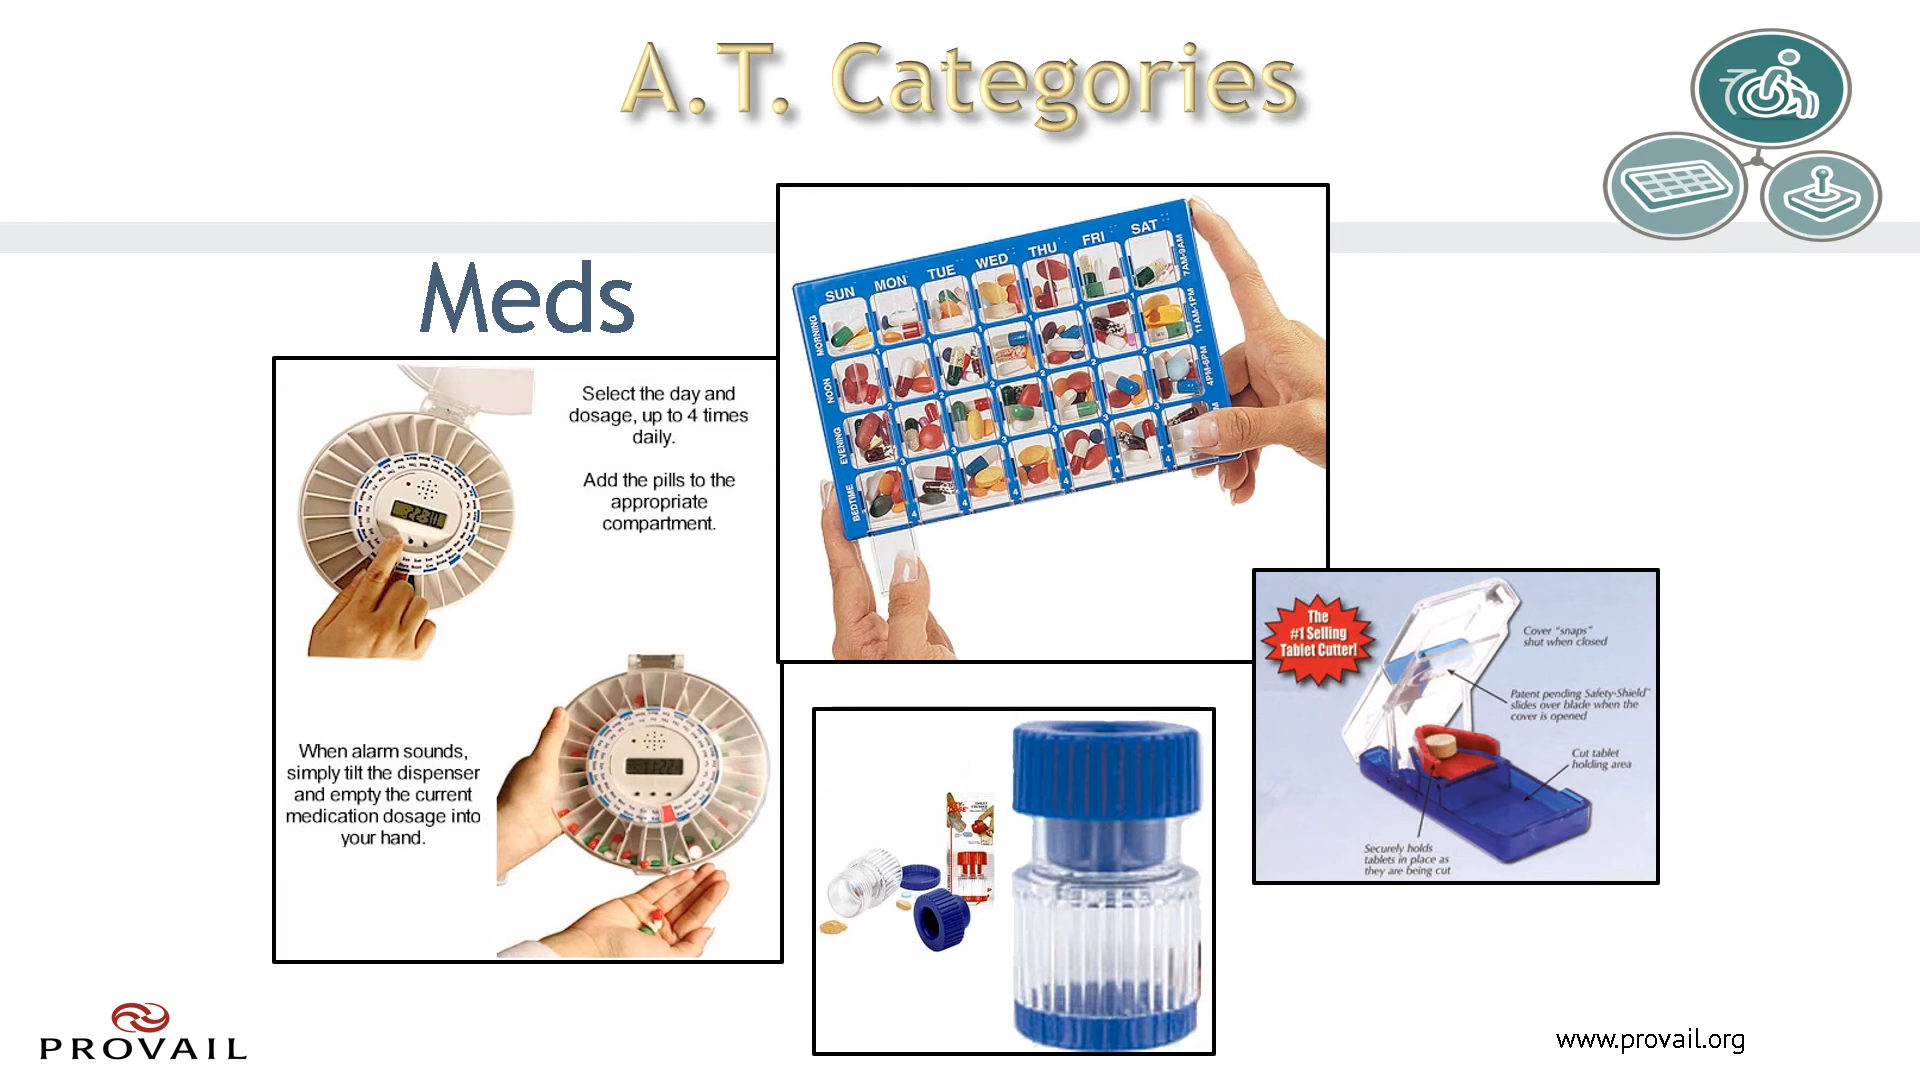 A.T. Categories
Meds
Select the day and
dosage, up to 4 times
daily.
Add the pills to the
appropriate
compartment.
When alarm sounds,
simply tilt the dispenser
and empty the current
medication dosage into
your hand.
SUN MON TUE WED THU FRI SAT
MORNING
NOON
EVENING
BEDTIME
7AM-9AM
11AM-1PM
4PM-6PM
The
#1 Selling
Tablet Cutter!
Cover "snaps"
shut when closed
Patent pending Safety-Shield™
slides over blade when the
cover is opened
Cut tablet
holding area
Securely holds
tablets in place as
they are being cut
PROVAIL
www.provail.org